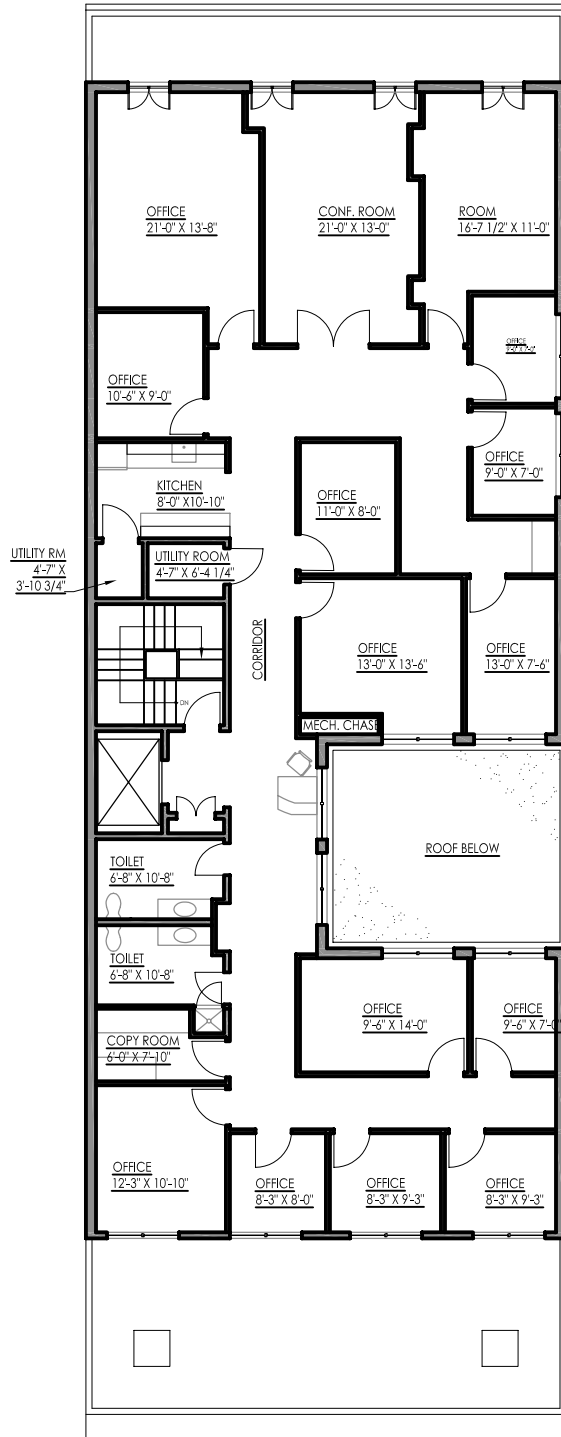 OFFICE
21'-0" X 13'-8"
CONF. ROOM
21'-0" X 13'-0"
ROOM
16'-7 1/2" X 11'-0"
OFFICE
OFFICE
10'-6" X 9'-0"
OFFICE
9'-0" X 7'-0"
KITCHEN
8'-0" X10'-10"
OFFICE
11'-0" X 8'-0"
UTILITY RM
4'-7" X
3'-10 3/4"
UTILITY ROOM
4'-7" X 6'-4 1/4"
CORRIDOR
OFFICE
13'-0" X 13'-6"
OFFICE
13'-0" X 7'-6"
DN
MECH. CHASE
ROOF BELOW
TOILET
6'-8" X 10'-8"
TOILET
6'-8" X 10'-8"
OFFICE
9'-6" X 14'-0"
OFFICE
9'-6" X 7'-0"
COPY ROOM
6'-0" X 7'-10"
OFFICE
12'-3" X 10'-10"
OFFICE
8'-3" X 8'-0"
OFFICE
8'-3" X 9'-3"
OFFICE
8'-3" X 9'-3"